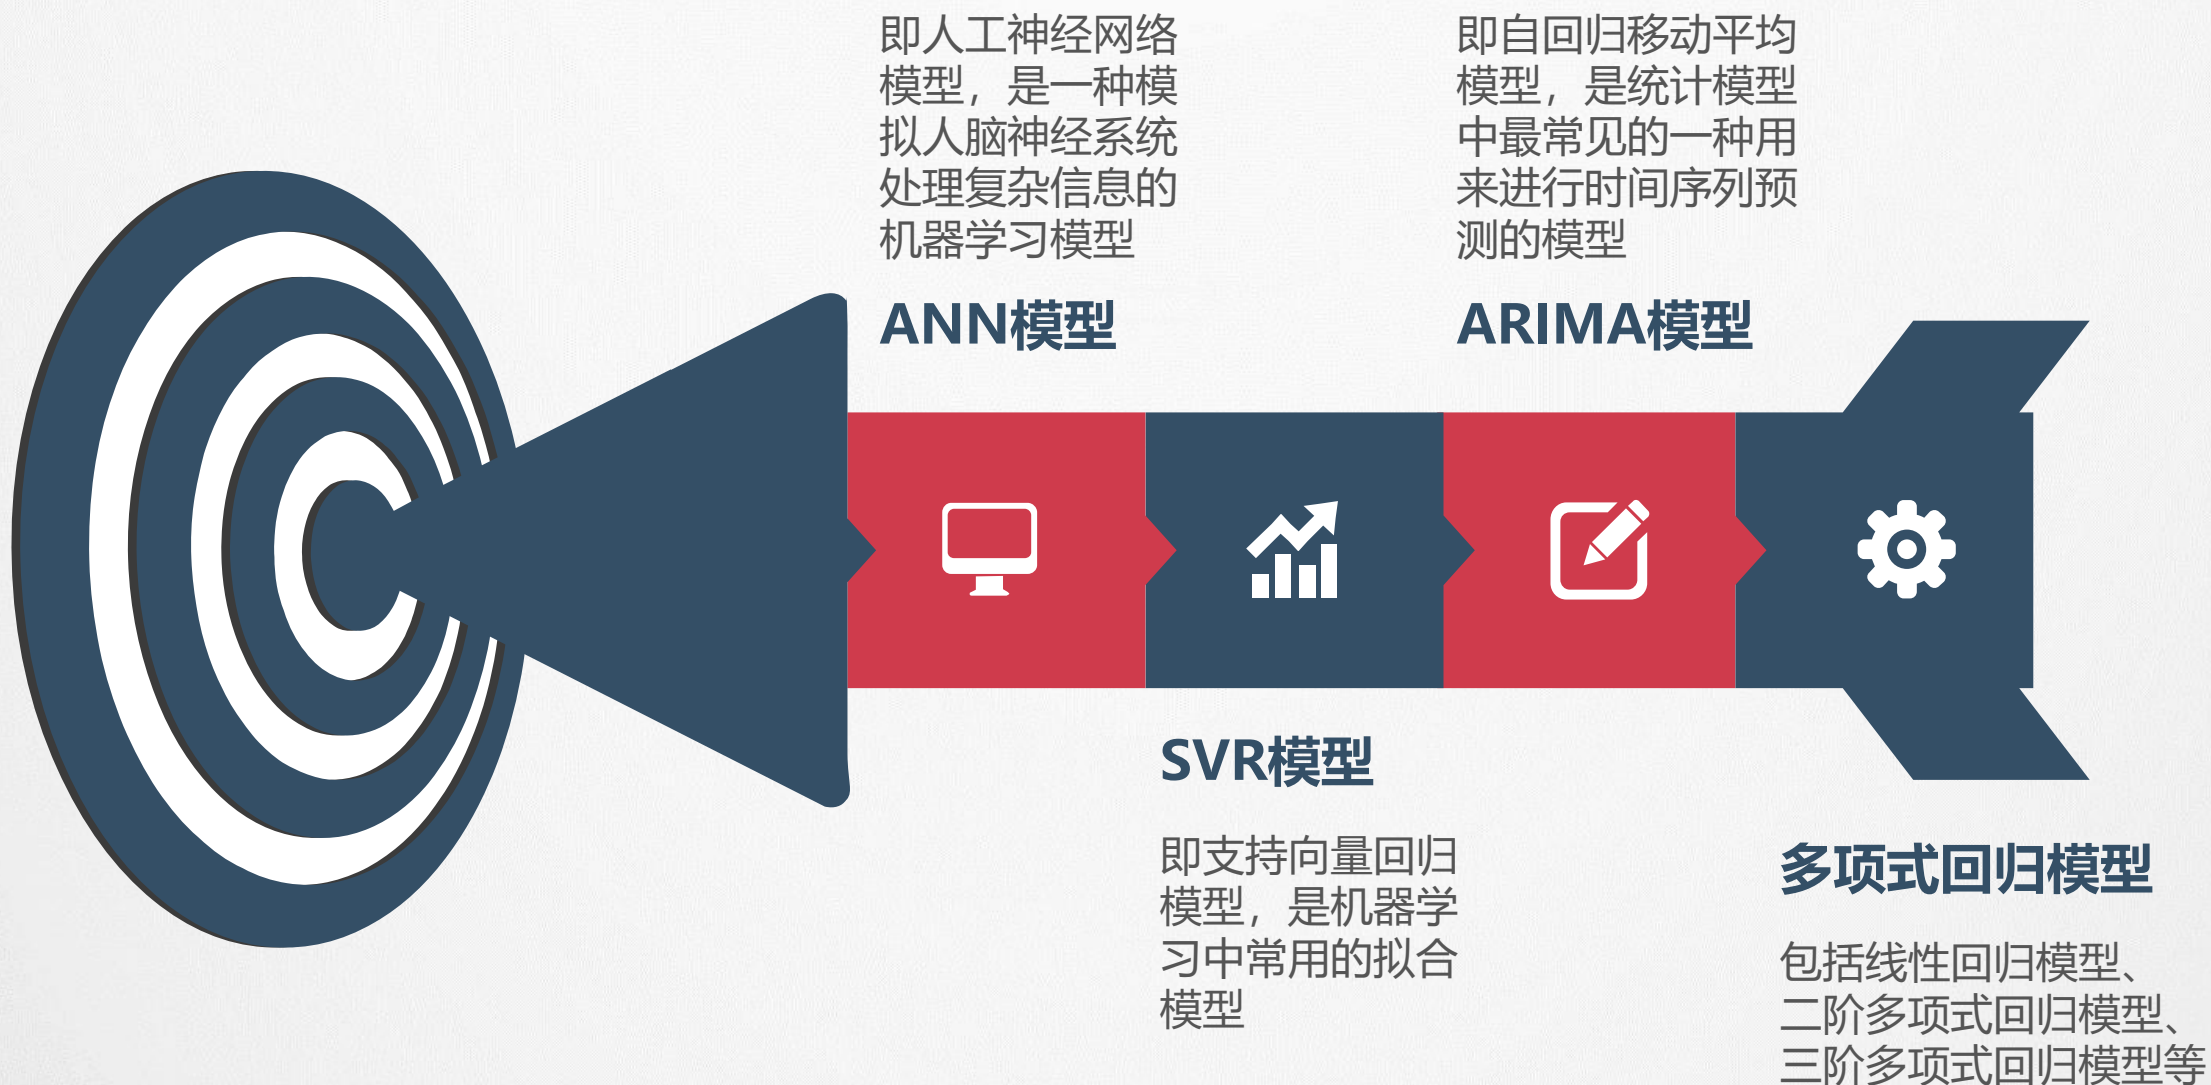 即人工神经网络
模型，是一种模
拟人脑神经系统
处理复杂信息的
机器学习模型
ANN模型
即自回归移动平均
模型，是统计模型
中最常见的一种用
来进行时间序列预
测的模型
ARIMA模型
SVR模型
即支持向量回归
模型，是机器学
习中常用的拟合
模型
多项式回归模型
包括线性回归模型、
二阶多项式回归模型、
三阶多项式回归模型等